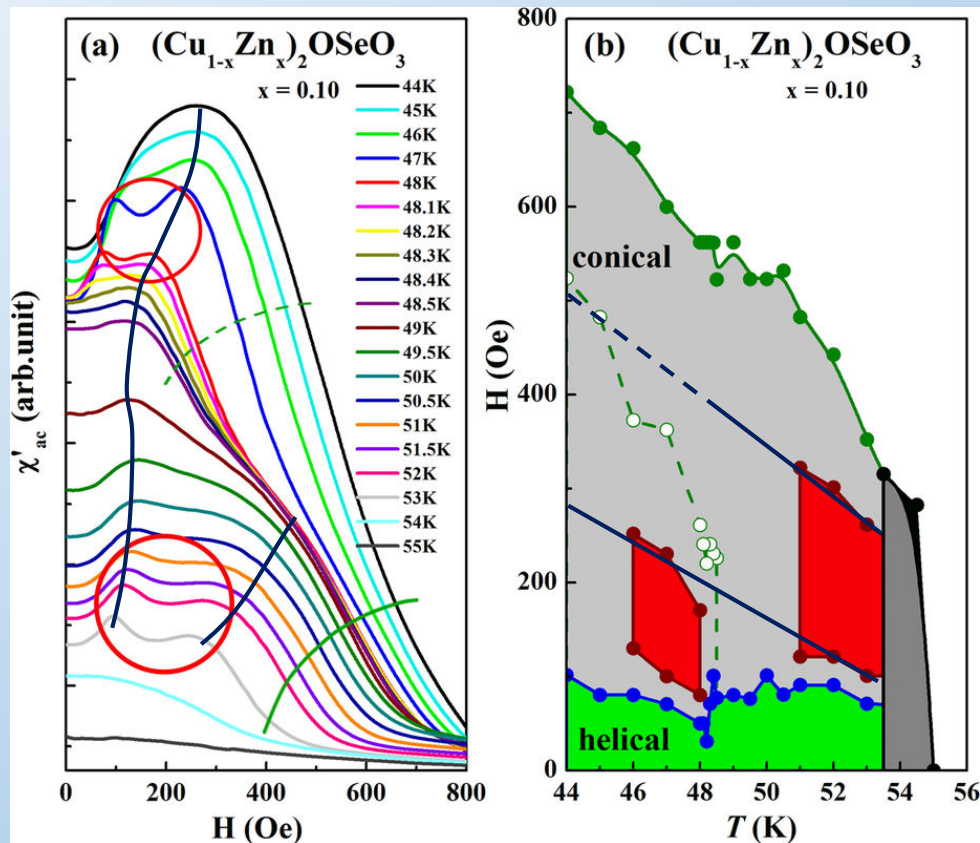 (a) (Cu1-xZnx)2OSeO3
x = 0.10
44K
45K
46K
47K
48K
48.1K
48.2K
48.3K
48.4K
48.5K
49K
49.5K
50K
50.5K
51K
51.5K
52K
53K
54K
55K
χ'ac (arb.unit)
0 200 400 600 800
H (Oe)
(b) (Cu1-xZnx)2OSeO3
x = 0.10
800
600
400
200
0
H (Oe)
conical
helical
44 46 48 50 52 54 56
T (K)